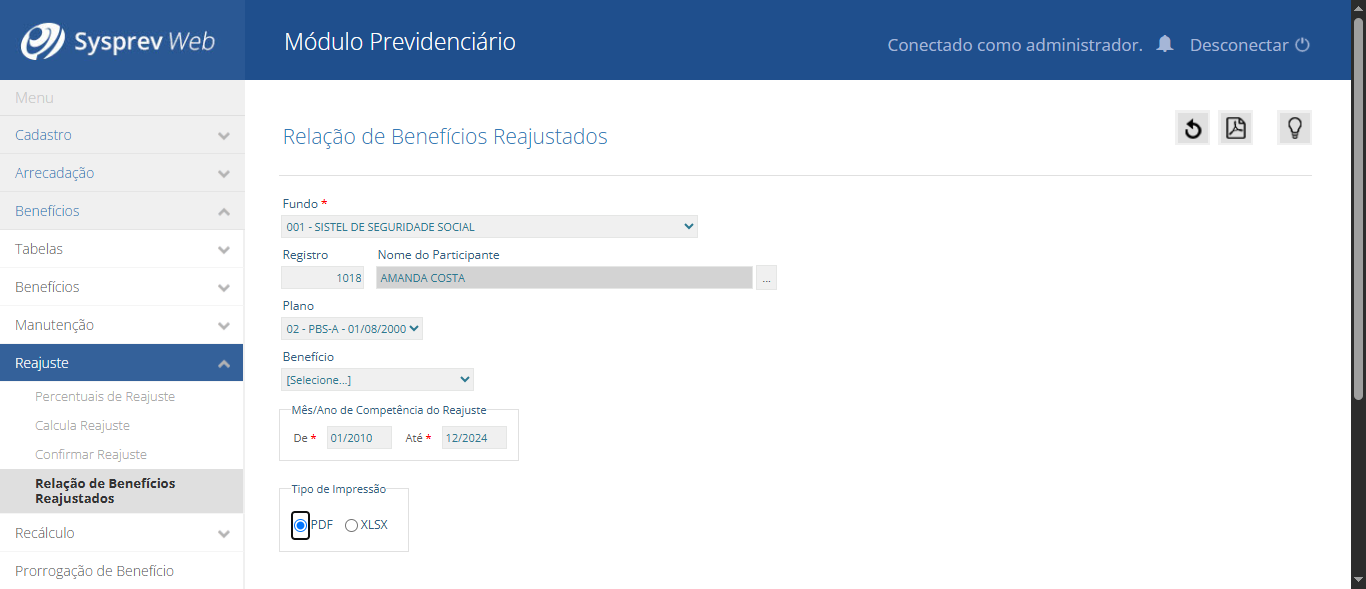 Sysprev Web
Módulo Previdenciário
Conectado como administrador.
Desconectar
Menu
Cadastro
Arrecadação
Benefícios
Tabelas
Benefícios
Manutenção
Reajuste
Percentuais de Reajuste
Calcula Reajuste
Confirmar Reajuste
Relação de Benefícios
Reajustados
Recálculo
Prorrogação de Benefício
Relação de Benefícios Reajustados
Fundo *
001 - SISTEL DE SEGURIDADE SOCIAL
Registro Nome do Participante
1018 AMANDA COSTA ...
Plano
02 - PBS-A - 01/08/2000
Benefício
[Selecione...]
Mês/Ano de Competência do Reajuste
De * 01/2010 Até * 12/2024
Tipo de Impressão
PDF XLSX